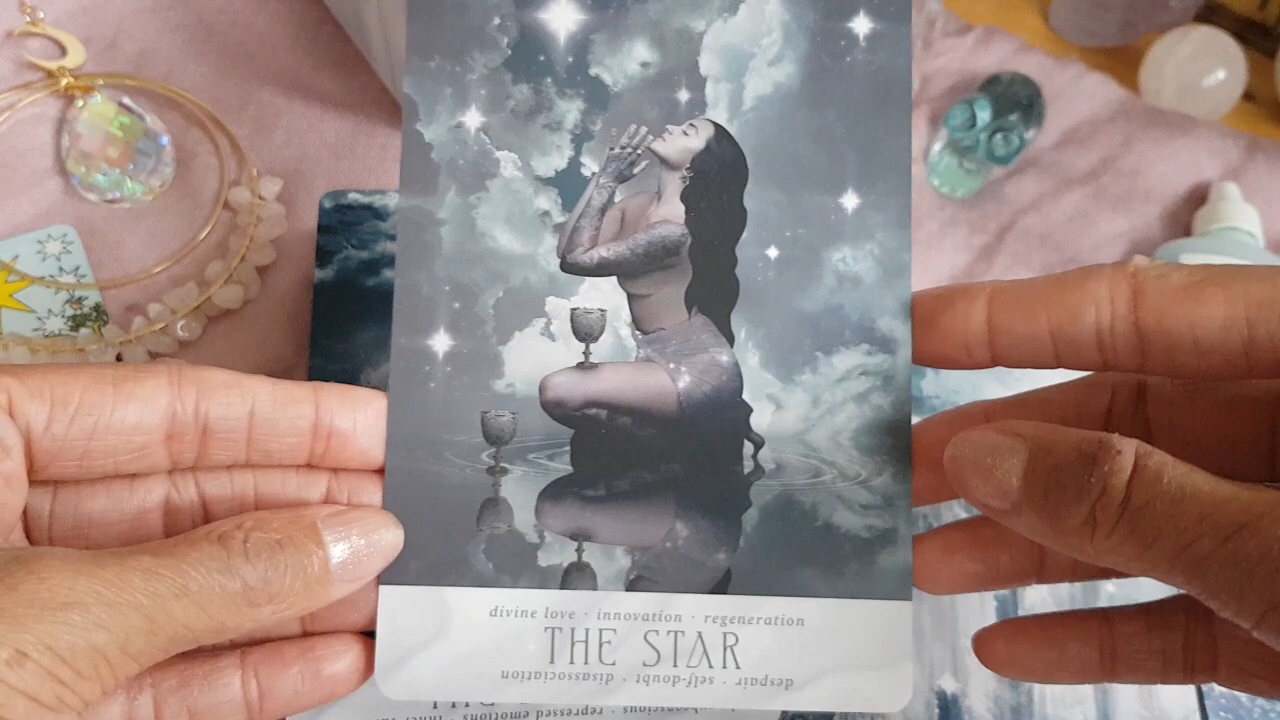 divine love · innovation · regeneration
THE STAR
despair · self-doubt · disassociation
repressed emotions